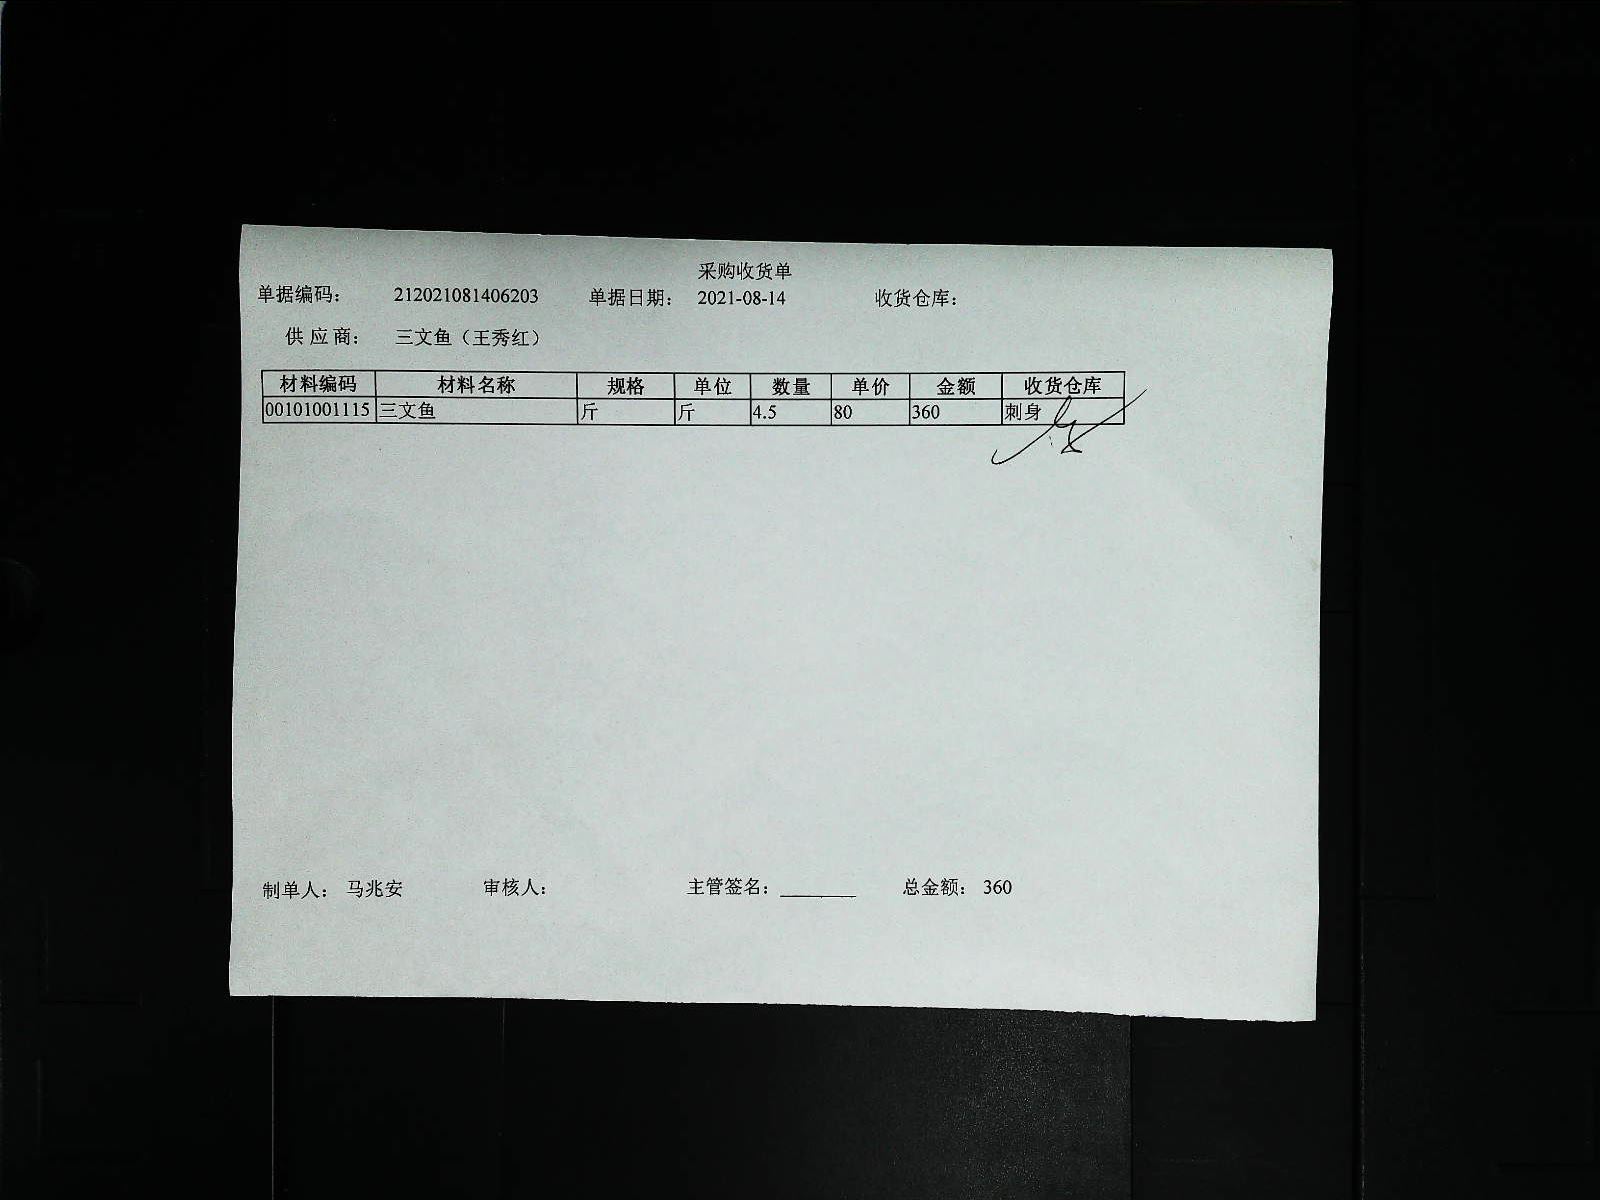 采购收货单
单据编码： 212021081406203 单据日期： 2021-08-14 收货仓库：
供应商： 三文鱼（王秀红）
材料编码 材料名称 规格 单位 数量 单价 金额 收货仓库
00101001115 三文鱼 斤 斤 4.5 80 360 刺身
制单人： 马兆安 审核人： 主管签名： 总金额： 360